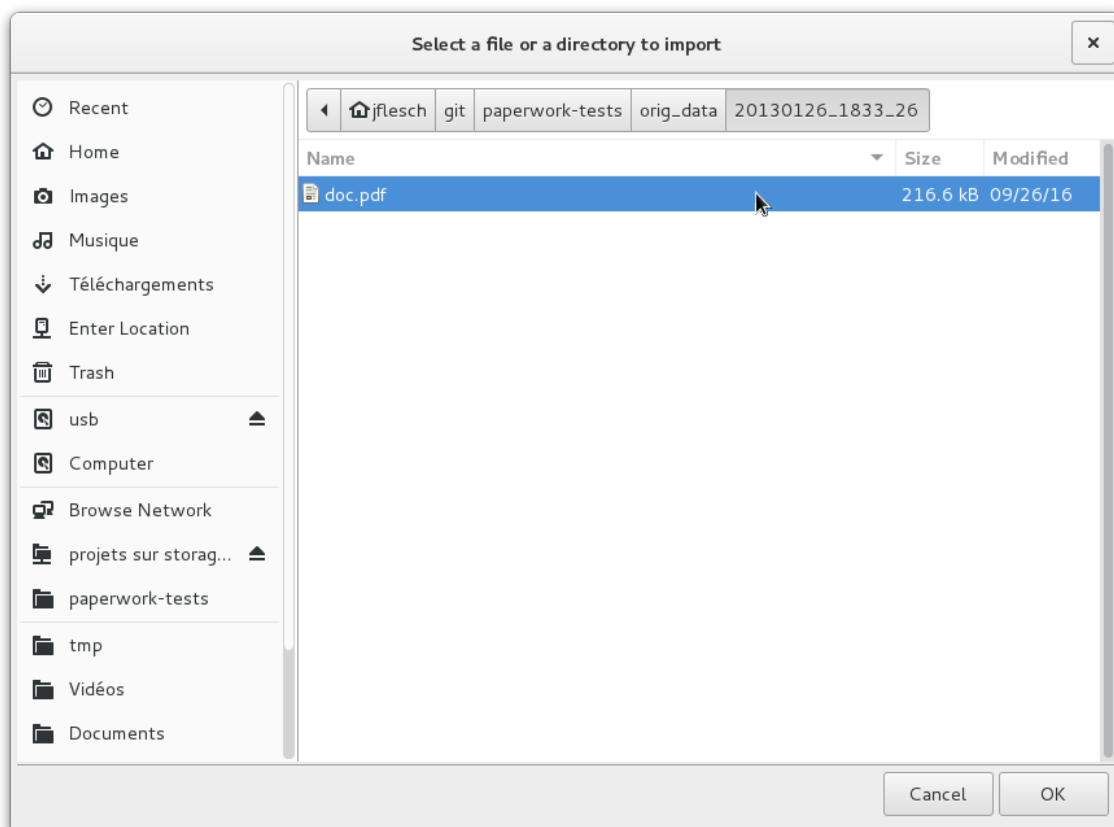 Select a file or a directory to import
Recent
Home
Images
Musique
Téléchargements
Enter Location
Trash
usb
Computer
Browse Network
projets sur storag...
paperwork-tests
tmp
Vidéos
Documents
jflesch git paperwork-tests orig_data 20130126_1833_26
Name Size Modified
doc.pdf 216.6 kB 09/26/16
Cancel OK